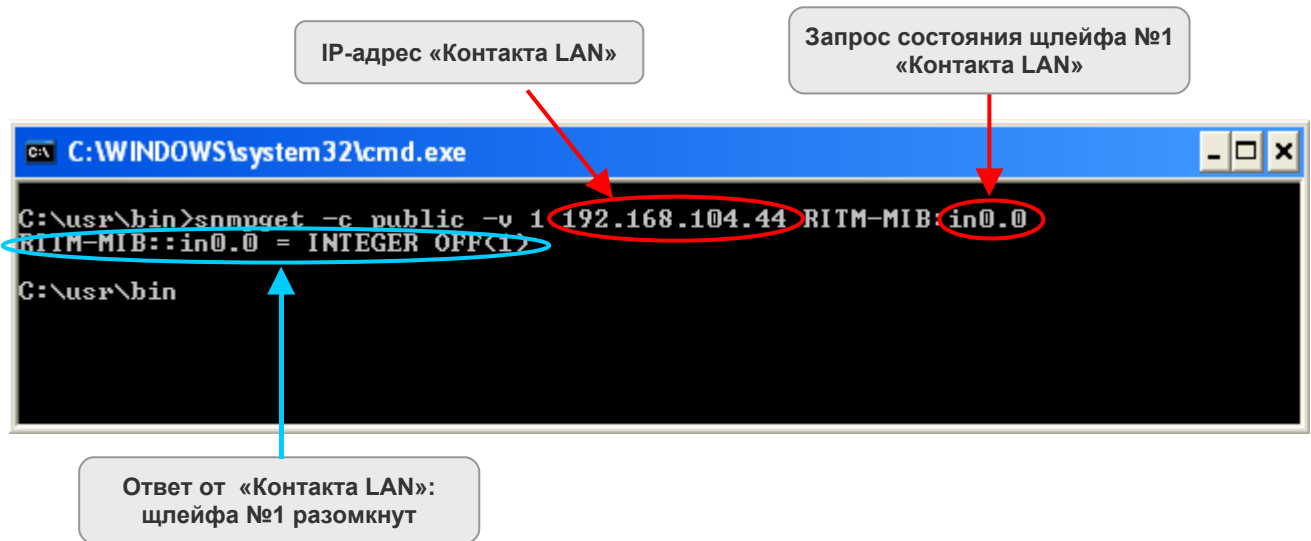 IP-адрес «Контакта LAN»
Запрос состояния щлейфа №1
«Контакта LAN»
C:\WINDOWS\system32\cmd.exe
C:\usr\bin>snmpget -c public -v 1 192.168.104.44 RITM-MIB:in0.0
RITM-MIB::in0.0 = INTEGER OFF(1)
C:\usr\bin
Ответ от «Контакта LAN»:
щлейфа №1 разомкнут